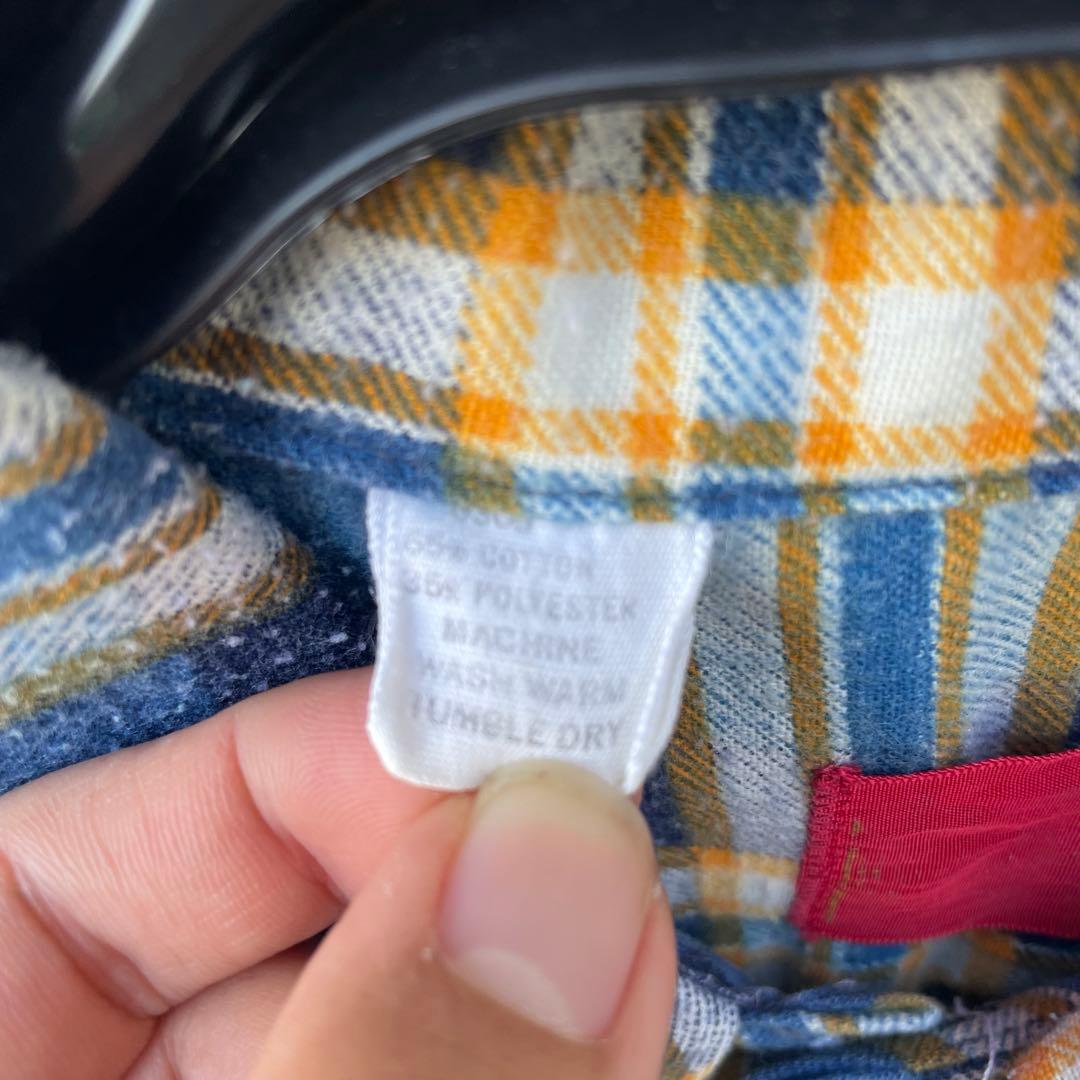 65% COTTON
35% POLYESTER
MACHINE
WASH WARM
TUMBLE DRY